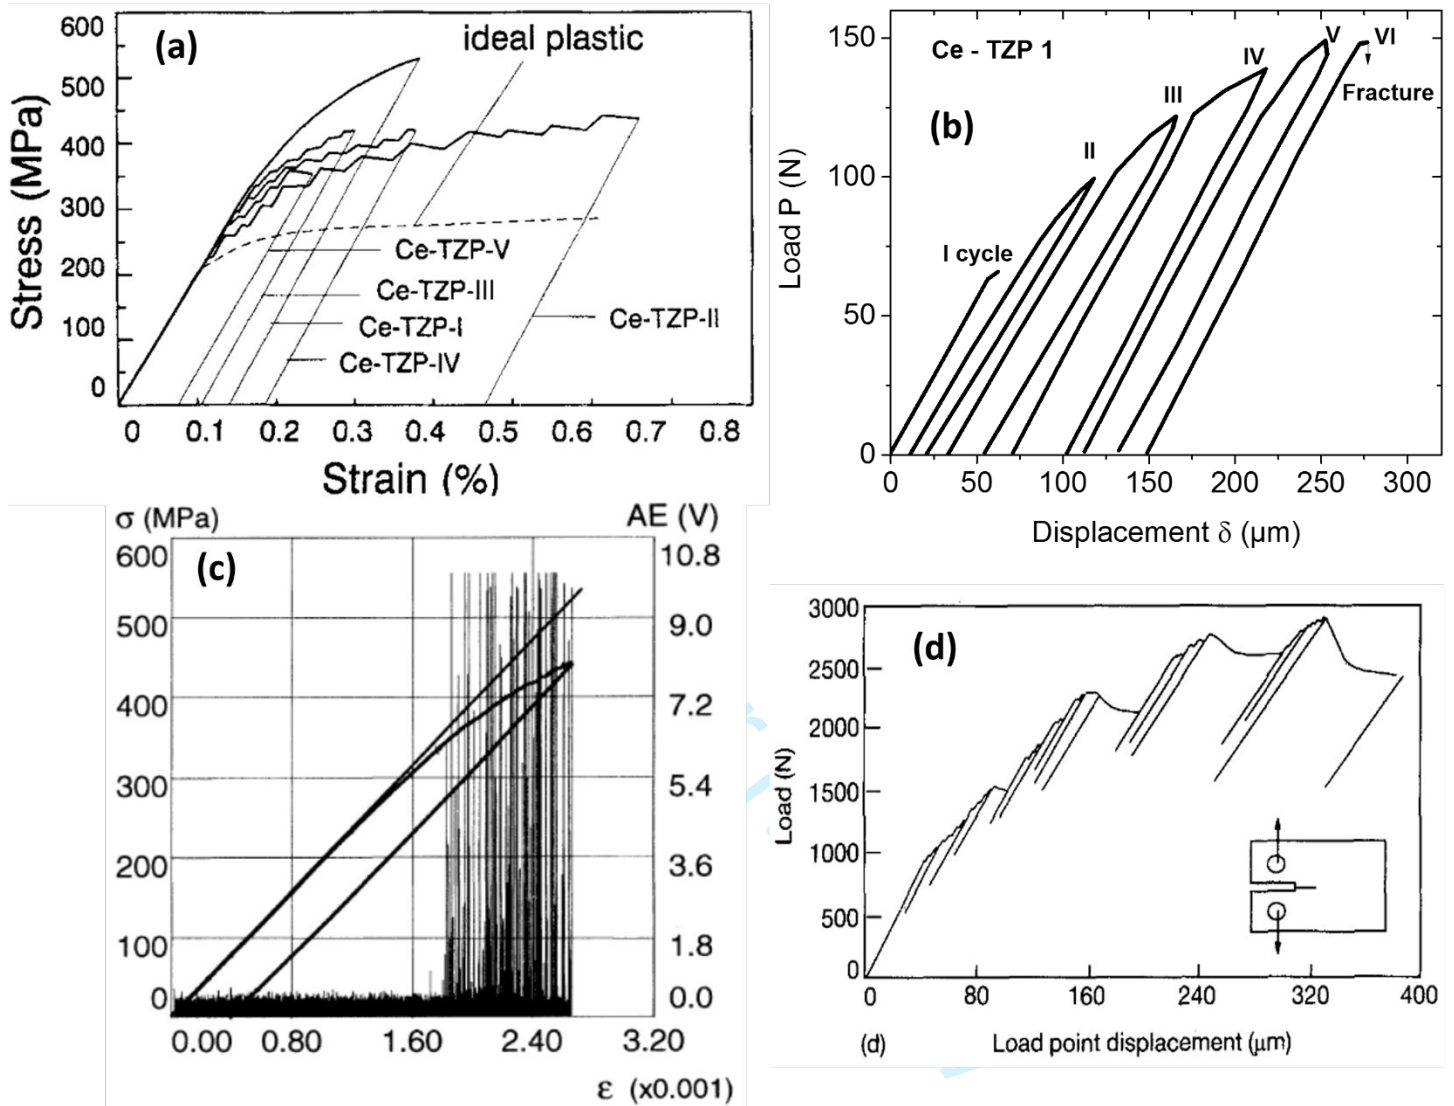 (a)
ideal plastic
Stress (MPa)
600
500
400
300
200
100
0
Ce-TZP-V
Ce-TZP-III
Ce-TZP-I
Ce-TZP-IV
Ce-TZP-II
0 0.1 0.2 0.3 0.4 0.5 0.6 0.7 0.8
Strain (%)
(b)
Ce - TZP 1
Load P (N)
150
100
50
0
I cycle
II
III
IV
V
VI
Fracture
0 50 100 150 200 250 300
Displacement δ (μm)
(c)
σ (MPa)
AE (V)
600
500
400
300
200
100
0
10.8
9.0
7.2
5.4
3.6
1.8
0.0
0.00 0.80 1.60 2.40 3.20
ε (x0.001)
(d)
Load (N)
3000
2500
2000
1500
1000
500
0
0 80 160 240 320 400
(d) Load point displacement (μm)